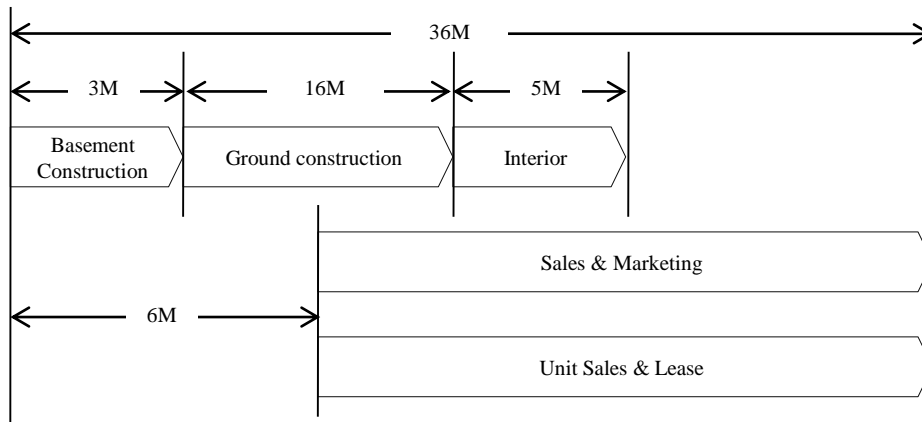 36M
3M
16M
5M
Basement
Construction
Ground construction
Interior
Sales & Marketing
6M
Unit Sales & Lease